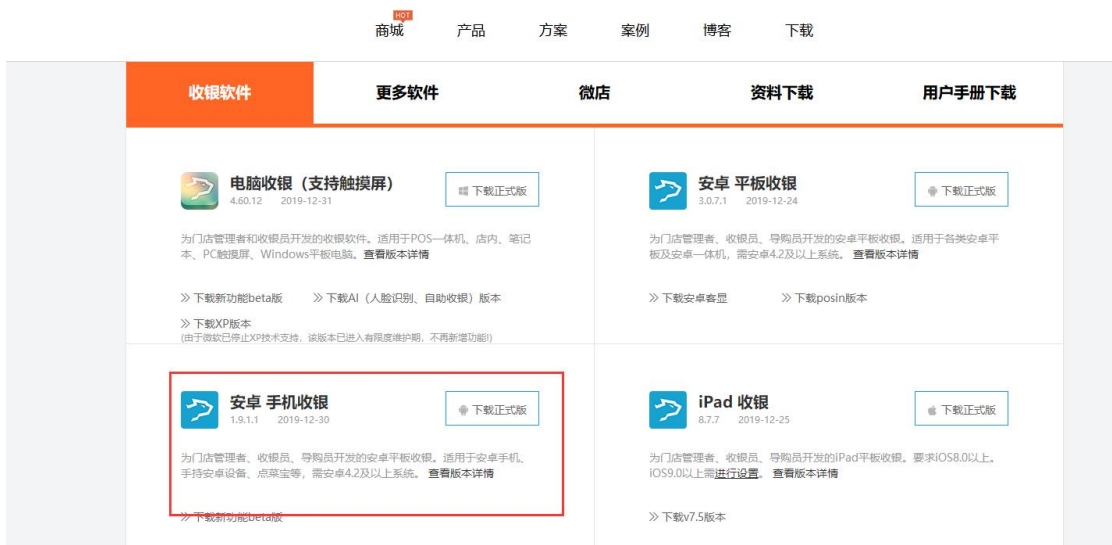 HOT
商城 产品 方案 案例 博客 下载
收银软件 更多软件 微店 资料下载 用户手册下载
电脑收银（支持触摸屏）
4.60.12 2019-12-31
下载正式版
为门店管理者和收银员开发的收银软件。适用于POS一体机、店内、笔记
本、PC触摸屏、Windows平板电脑。查看版本详情
>> 下载新功能beta版 >> 下载AI（人脸识别、自助收银）版本
>> 下载XP版本
(由于微软已停止XP技术支持，该版本已进入有限度维护期，不再新增功能!)
安卓 平板收银
3.0.7.1 2019-12-24
下载正式版
为门店管理者、收银员、导购员开发的安卓平板收银。适用于各类安卓平
板及安卓一体机，需安卓4.2及以上系统。 查看版本详情
>> 下载安卓客显 >> 下载posin版本
安卓 手机收银
1.9.1.1 2019-12-30
下载正式版
为门店管理者、收银员、导购员开发的安卓平板收银。适用于安卓手机、
手持安卓设备、点菜宝等，需安卓4.2及以上系统。 查看版本详情
>> 下载新功能beta版
iPad 收银
8.7.7 2019-12-25
下载正式版
为门店管理者、收银员、导购员开发的iPad平板收银。要求iOS8.0以上。
iOS9.0以上需进行设置。 查看版本详情
>> 下载v7.5版本